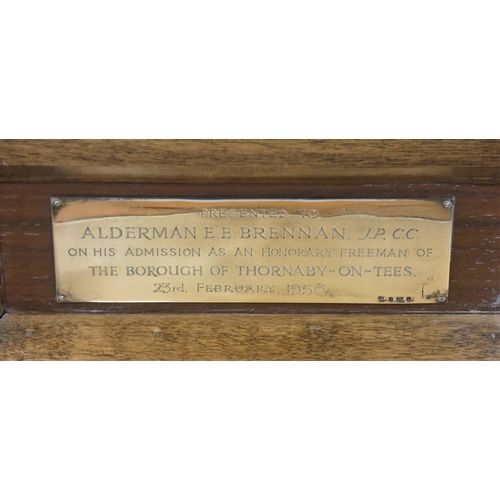 PRESENTED TO
ALDERMAN E.E. BRENNAN, J.P., C.C.
ON HIS ADMISSION AS AN HONORARY FREEMAN OF
THE BOROUGH OF THORNABY-ON-TEES.
23rd. FEBRUARY, 1956.